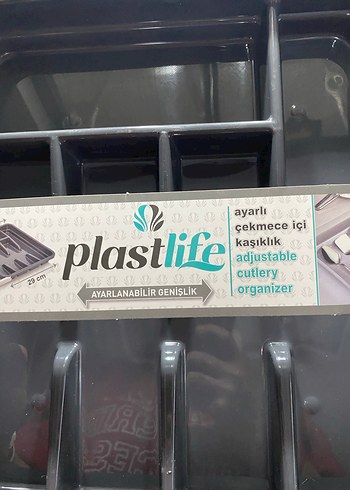 plastlife
AYARLANABİLİR GENİŞLİK
29 cm
ayarlı
çekmece içi
kaşıklık
adjustable
cutlery
organizer